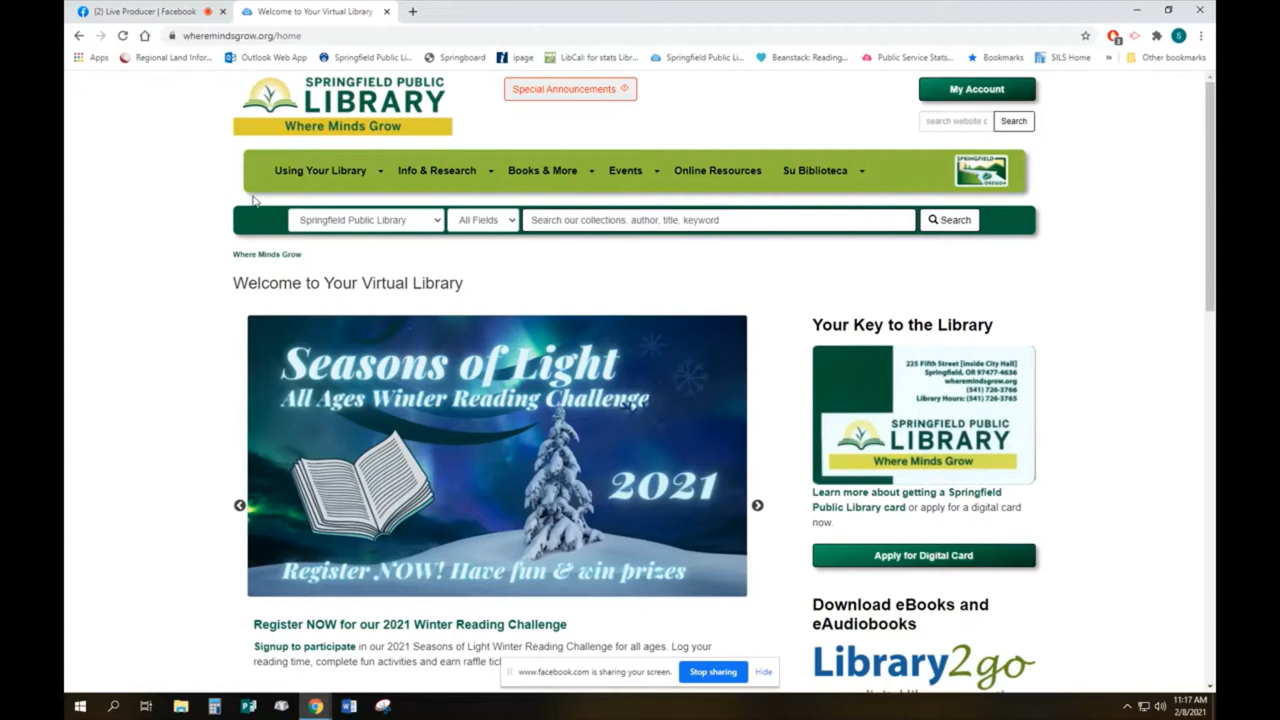 (2) Live Producer | Facebook
Welcome to Your Virtual Library
wheremindsgrow.org/home
Apps
Regional Land Infor...
Outlook Web App
Springfield Public Li...
Springboard
ipage
LibCal: for stats Libr...
Springfield Public Li...
Beanstack: Reading...
Public Service Stats...
Bookmarks
SILS Home
Other bookmarks
SPRINGFIELD PUBLIC
LIBRARY
Where Minds Grow
Special Announcements
My Account
search website c
Search
Using Your Library
Info & Research
Books & More
Events
Online Resources
Su Biblioteca
SPRINGFIELD
OREGON
Springfield Public Library
All Fields
Search our collections. author, title, keyword
Search
Where Minds Grow
Welcome to Your Virtual Library
Seasons of Light
All Ages Winter Reading Challenge
2021
Register NOW! Have fun & win prizes
Register NOW for our 2021 Winter Reading Challenge
Signup to participate in our 2021 Seasons of Light Winter Reading Challenge for all ages. Log your
reading time, complete fun activities and earn raffle tic
Your Key to the Library
225 Fifth Street [Inside City Hall]
Springfield, OR 97477-4636
wheremindsgrow.org
(541) 726-3766
Library Hours: (541) 726-3765
SPRINGFIELD PUBLIC
LIBRARY
Where Minds Grow
Learn more about getting a Springfield
Public Library card or apply for a digital card
now.
Apply for Digital Card
Download eBooks and
eAudiobooks
Library2go
www.facebook.com is sharing your screen.
Stop sharing
Hide
11:17 AM
2/8/2021